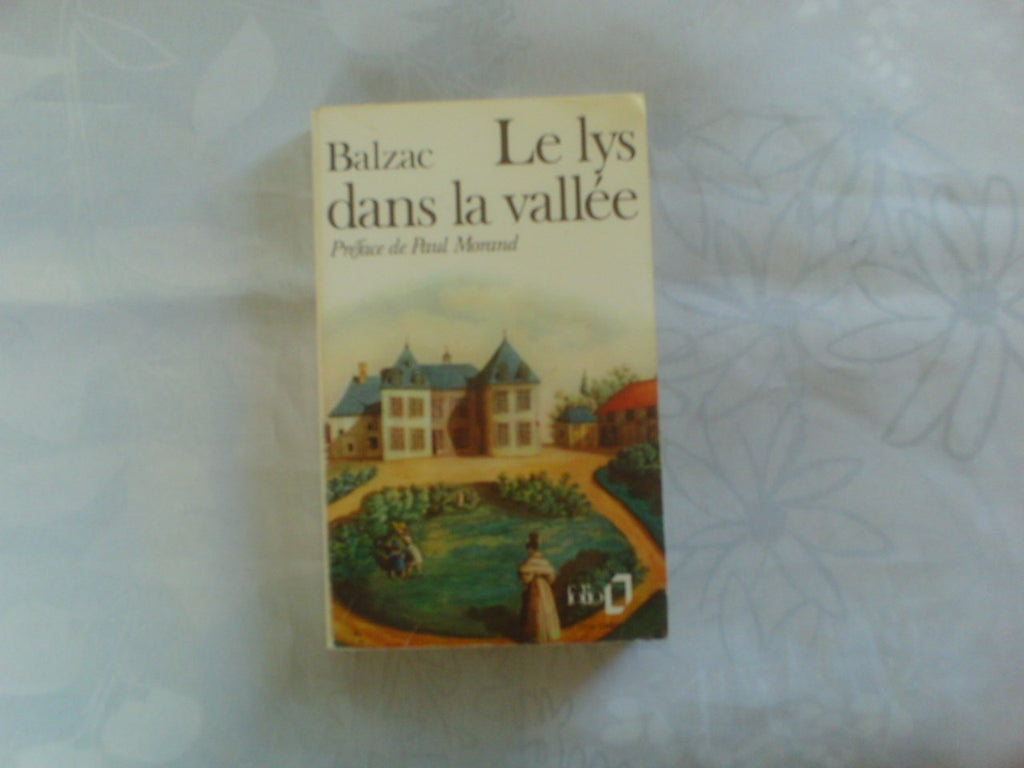 Balzac Le lys
dans la vallée
Préface de Paul Morand
folio